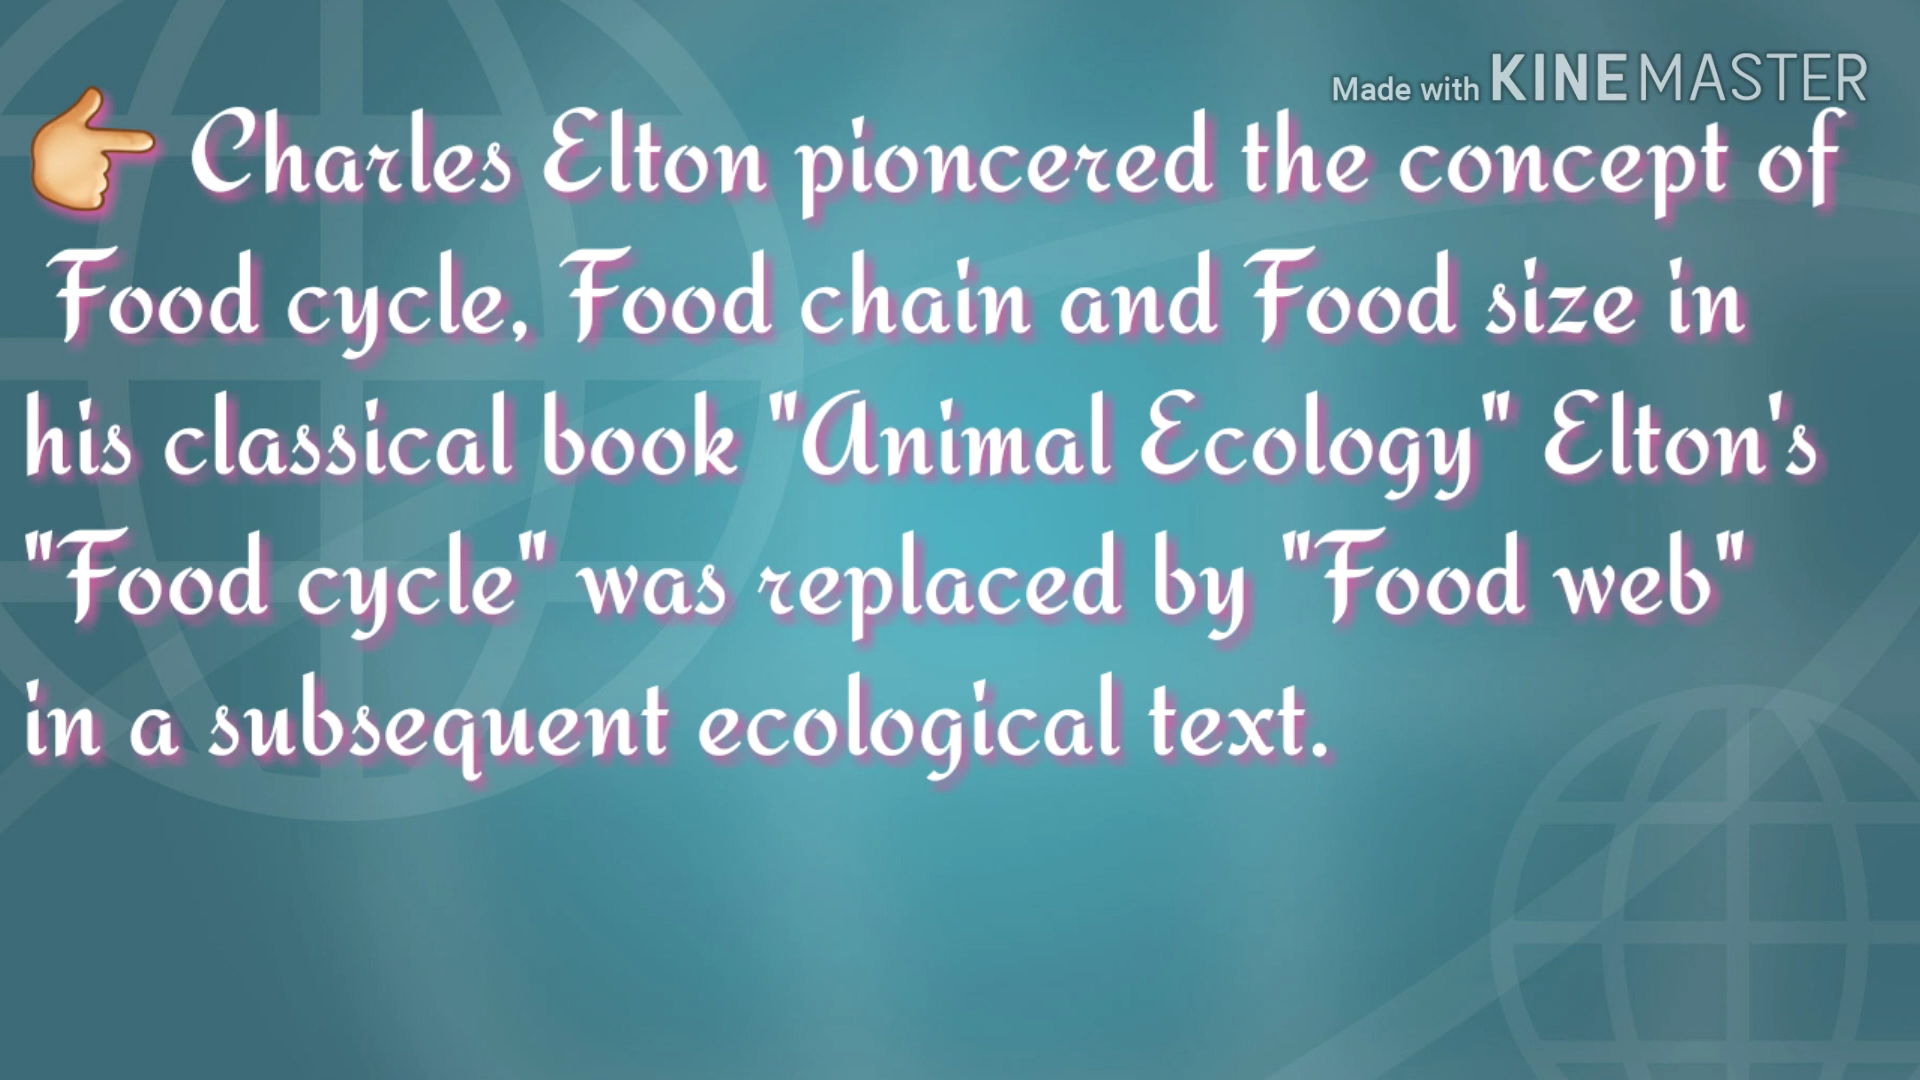 Made with KINEMASTER
👉 Charles Elton pioncered the concept of
Food cycle, Food chain and Food size in
his classical book "Animal Ecology" Elton's
"Food cycle" was replaced by "Food web"
in a subsequent ecological text.